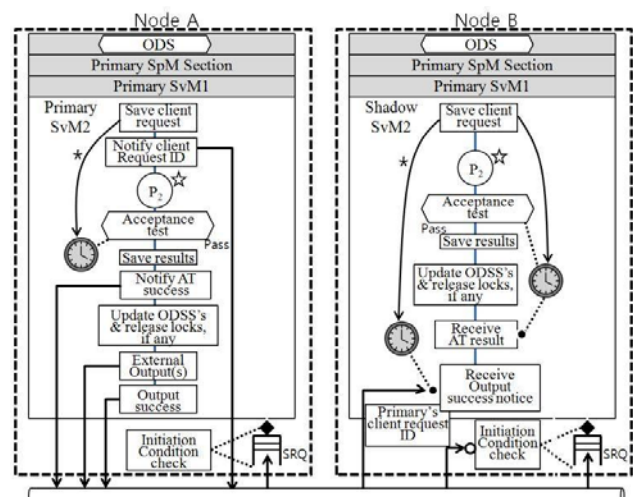 Node A
ODS
Primary SpM Section
Primary SvM1
Primary
SvM2
*
Save client
request
Notify client
Request ID
P2
Acceptance
test
Pass
Save results
Notify AT
success
Update ODSS's
& release locks,
if any
External
Output(s)
Output
success
Initiation
Condition
check
SRQ
Node B
ODS
Primary SpM Section
Primary SvM1
Shadow
SvM2
*
Save client
request
P2
Acceptance
test
Pass
Save results
Update ODSS's
& release locks,
if any
Receive
AT result
Receive
Output
success notice
Primary's
client request
ID
Initiation
Condition
check
SRQ